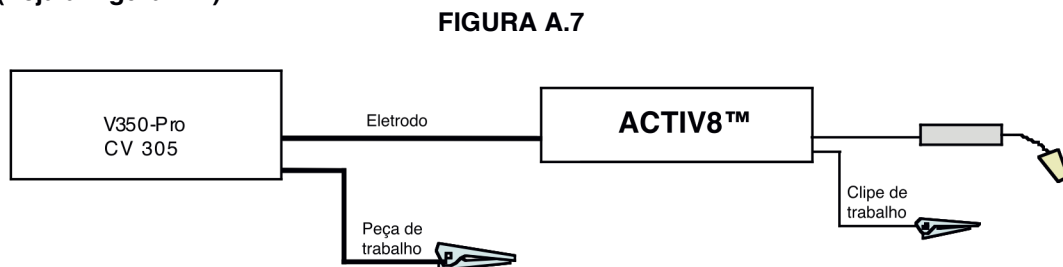 FIGURA A.7
V350-Pro
CV 305
Eletrodo
ACTIV8™
Peça de
trabalho
Clipe de
trabalho